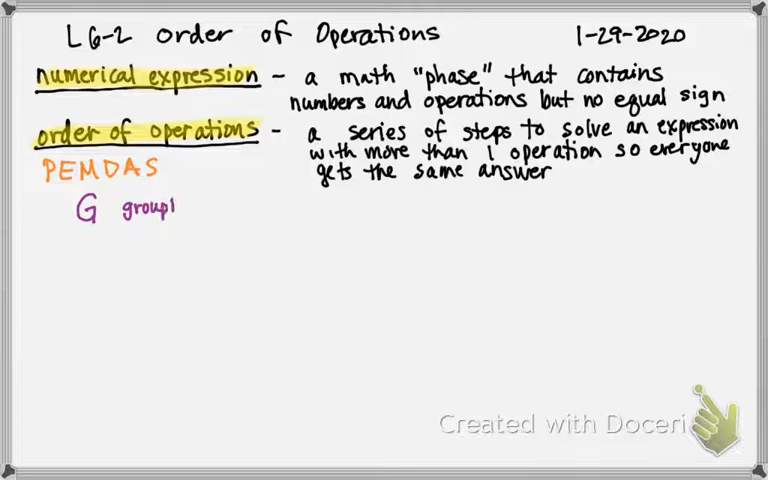 L6-2 Order of Operations 1-29-2020
numerical expression - a math "phase" that contains
numbers and operations but no equal sign
order of operations - a series of steps to solve an expression
with more than 1 operation so everyone
PEMDAS gets the same answer
G groupi
Created with Doceri